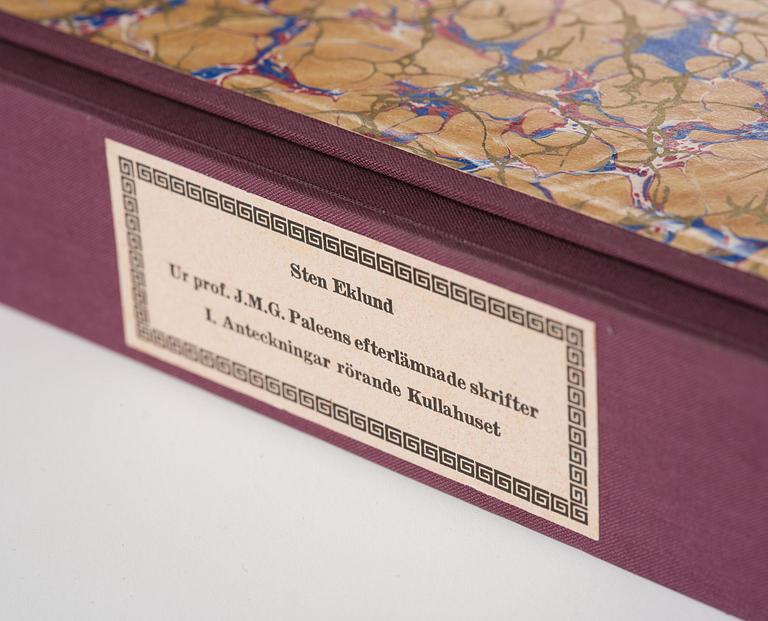 Sten Eklund
Ur prof. J.M.G. Paleens efterlämnade skrifter
I. Anteckningar rörande Kullahuset